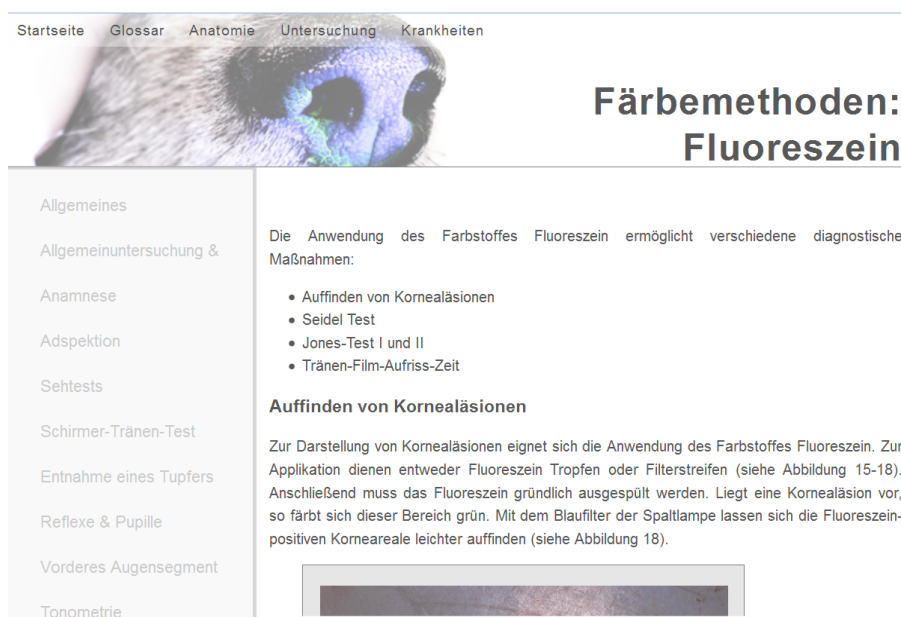 Startseite Glossar Anatomie Untersuchung Krankheiten
Färbemethoden:
Fluoreszein
Allgemeines
Allgemeinuntersuchung &
Anamnese
Adspektion
Sehtests
Schirmer-Tränen-Test
Entnahme eines Tupfers
Reflexe & Pupille
Vorderes Augensegment
Tonometrie
Die Anwendung des Farbstoffes Fluoreszein ermöglicht verschiedene diagnostische
Maßnahmen:
• Auffinden von Kornealäsionen
• Seidel Test
• Jones-Test I und II
• Tränen-Film-Aufriss-Zeit
Auffinden von Kornealäsionen
Zur Darstellung von Kornealäsionen eignet sich die Anwendung des Farbstoffes Fluoreszein. Zur
Applikation dienen entweder Fluoreszein Tropfen oder Filterstreifen (siehe Abbildung 15-18).
Anschließend muss das Fluoreszein gründlich ausgespült werden. Liegt eine Kornealäsion vor,
so färbt sich dieser Bereich grün. Mit dem Blaufilter der Spaltlampe lassen sich die Fluoreszein-
positiven Korneareale leichter auffinden (siehe Abbildung 18).